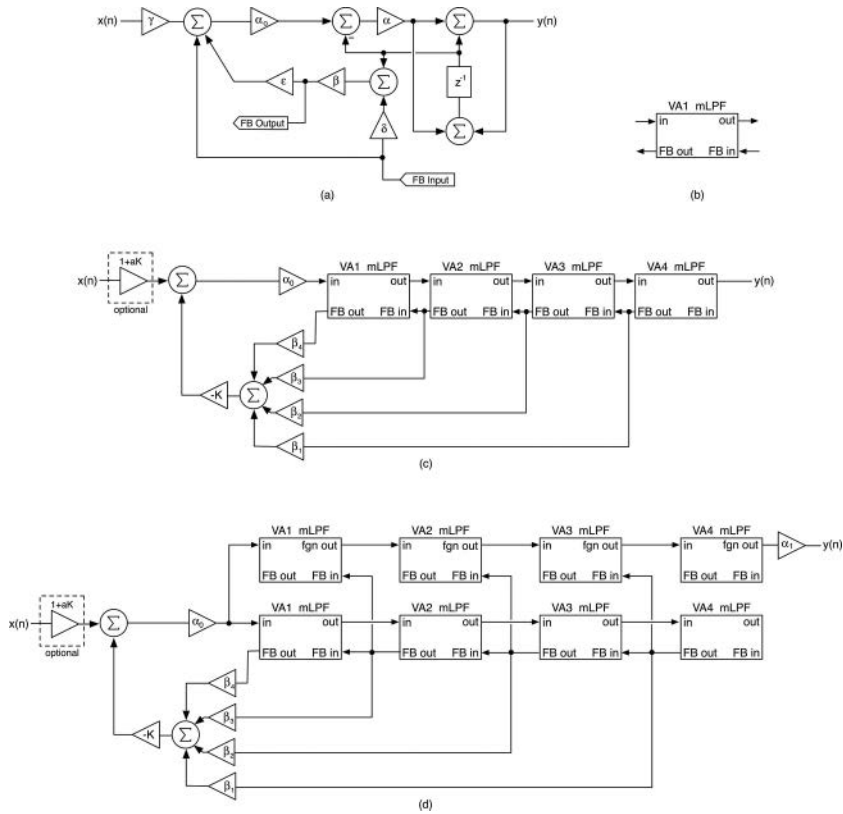 x(n) γ Σ α₀ Σ - α Σ y(n)
ε β Σ z⁻¹
FB Output δ Σ
FB Input
(a)
VA1 mLPF
in out
FB out FB in
(b)
1+aK
x(n) Σ α₀ y(n)
optional
VA1 mLPF VA2 mLPF VA3 mLPF VA4 mLPF
in out in out in out in out
FB out FB in FB out FB in FB out FB in FB out FB in
β₄
β₃
-K Σ
β₂
β₁
(c)
VA1 mLPF VA2 mLPF VA3 mLPF VA4 mLPF
in fgn out in fgn out in fgn out in fgn out α₁ y(n)
FB out FB in FB out FB in FB out FB in FB out FB in
1+aK
VA1 mLPF VA2 mLPF VA3 mLPF VA4 mLPF
x(n) Σ α₀ in out in out in out in out
optional
FB out FB in FB out FB in FB out FB in FB out FB in
β₄
β₃
-K Σ
β₂
β₁
(d)